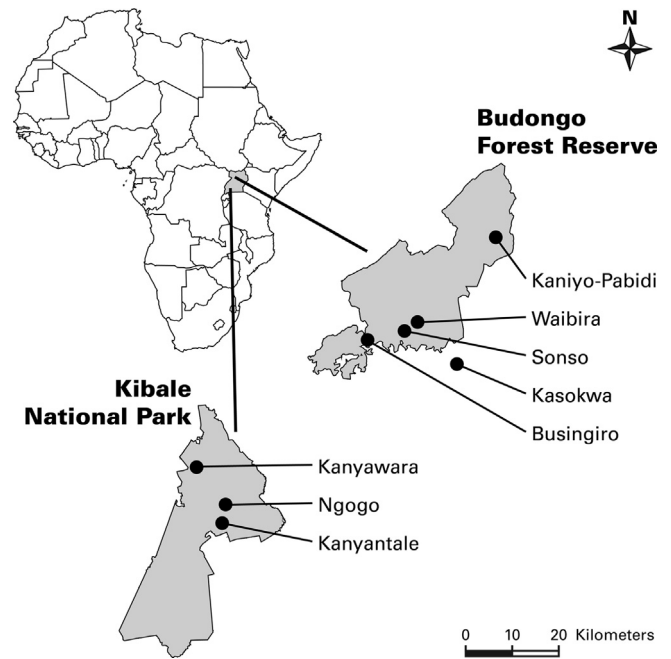 N
Budongo
Forest Reserve
Kaniyo-Pabidi
Waibira
Sonso
Kasokwa
Busingiro
Kibale
National Park
Kanyawara
Ngogo
Kanyantale
0 10 20 Kilometers